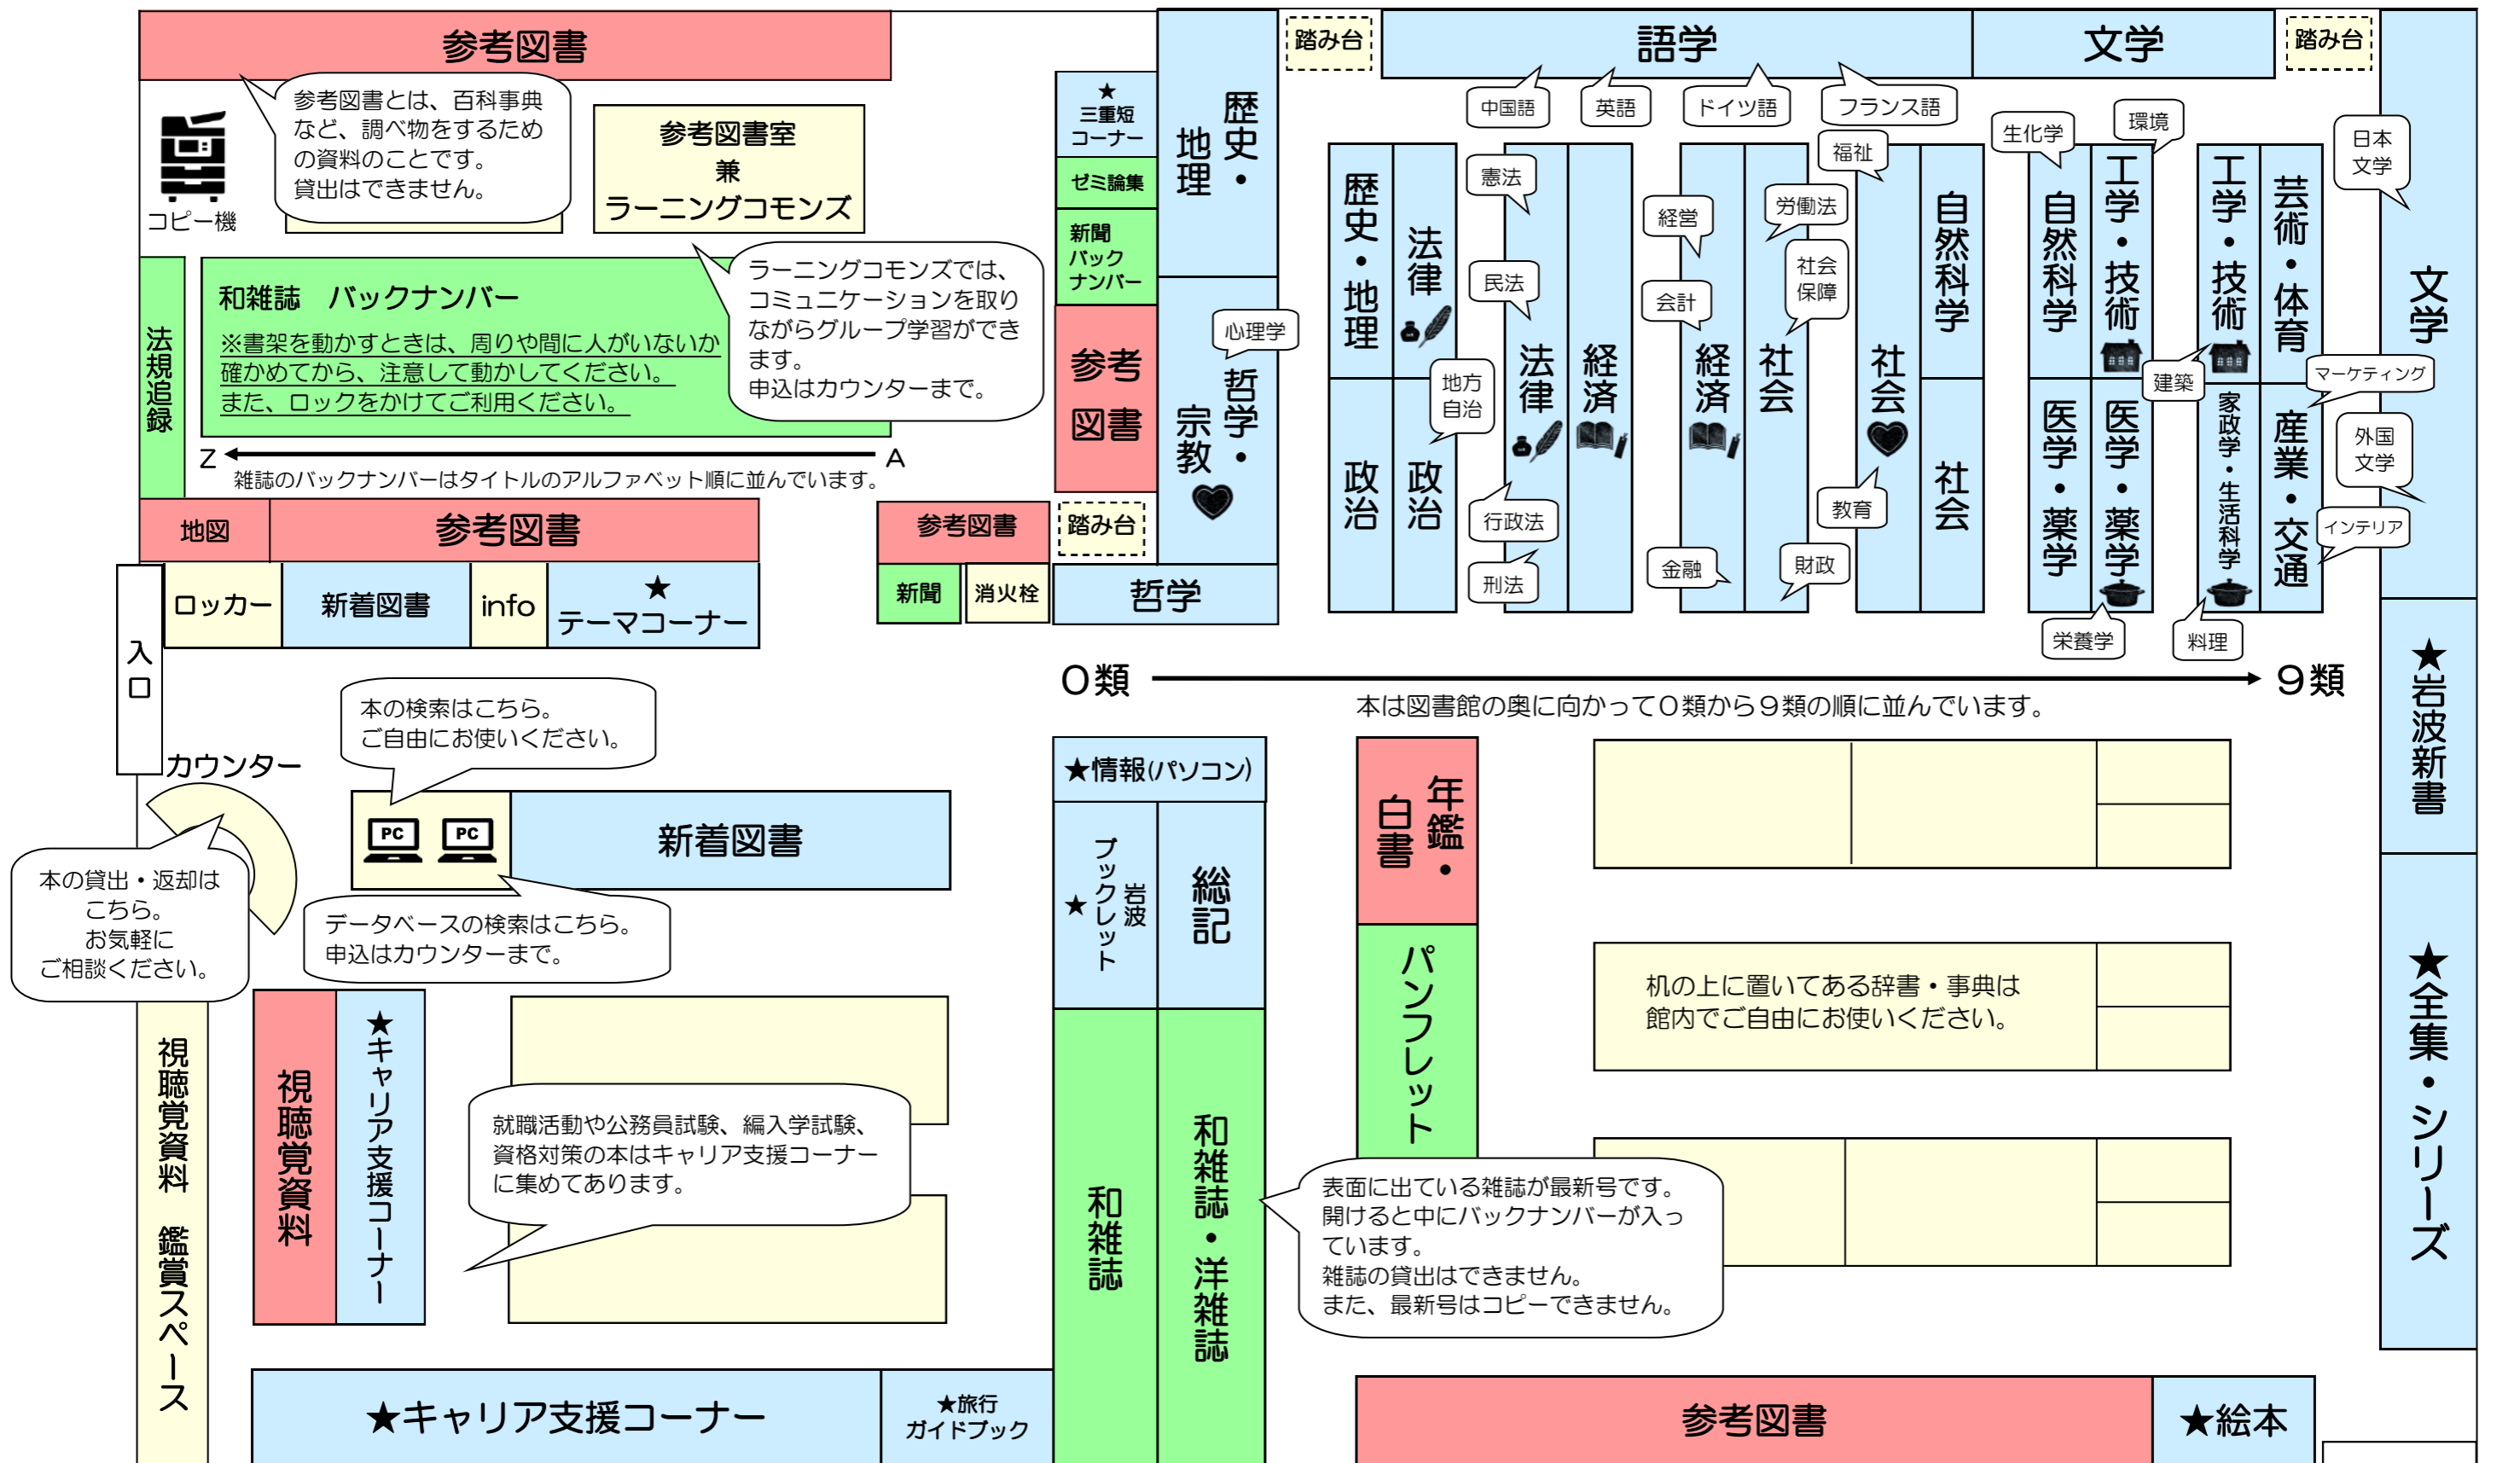 参考図書
参考図書とは、百科事典
など、調べ物をするため
の資料のことです。
貸出はできません。
コピー機
参考図書室
兼
ラーニングコモンズ
ラーニングコモンズでは、
コミュニケーションを取り
ながらグループ学習ができ
ます。
申込はカウンターまで。
法規追録
和雑誌　バックナンバー
※書架を動かすときは、周りや間に人がいないか
確かめてから、注意して動かしてください。
また、ロックをかけてご利用ください。
Z
A
雑誌のバックナンバーはタイトルのアルファベット順に並んでいます。
地図
参考図書
ロッカー
新着図書
info
★
テーマコーナー
入口
参考図書
新聞
消火栓
踏み台
★
三重短
コーナー
ゼミ論集
新聞
バック
ナンバー
参考
図書
歴史・
地理
心理学
哲学・
宗教
哲学
踏み台
語学
文学
踏み台
中国語
英語
ドイツ語
フランス語
歴史・地理
法律
政治
政治
地方
自治
憲法
民法
法律
経済
行政法
刑法
経営
会計
経済
社会
金融
労働法
社会
保障
財政
福祉
社会
教育
自然科学
社会
生化学
環境
自然科学
工学・技術
医学・薬学
医学・薬学
栄養学
工学・技術
芸術・体育
建築
家政学・生活科学
産業・交通
料理
マーケティング
インテリア
日本
文学
文学
外国
文学
★岩波新書
★全集・シリーズ
0類
9類
本は図書館の奥に向かって0類から9類の順に並んでいます。
本の検索はこちら。
ご自由にお使いください。
カウンター
本の貸出・返却は
こちら。
お気軽に
ご相談ください。
PC
PC
新着図書
データベースの検索はこちら。
申込はカウンターまで。
視聴覚資料　鑑賞スペース
視聴覚資料
★キャリア支援コーナー
就職活動や公務員試験、編入学試験、
資格対策の本はキャリア支援コーナー
に集めてあります。
★キャリア支援コーナー
★旅行
ガイドブック
★情報(パソコン)
岩波
ブックレット
★
総記
和雑誌
和雑誌・洋雑誌
年鑑・
白書
パンフレット
机の上に置いてある辞書・事典は
館内でご自由にお使いください。
表面に出ている雑誌が最新号です。
開けると中にバックナンバーが入っ
ています。
雑誌の貸出はできません。
また、最新号はコピーできません。
参考図書
★絵本